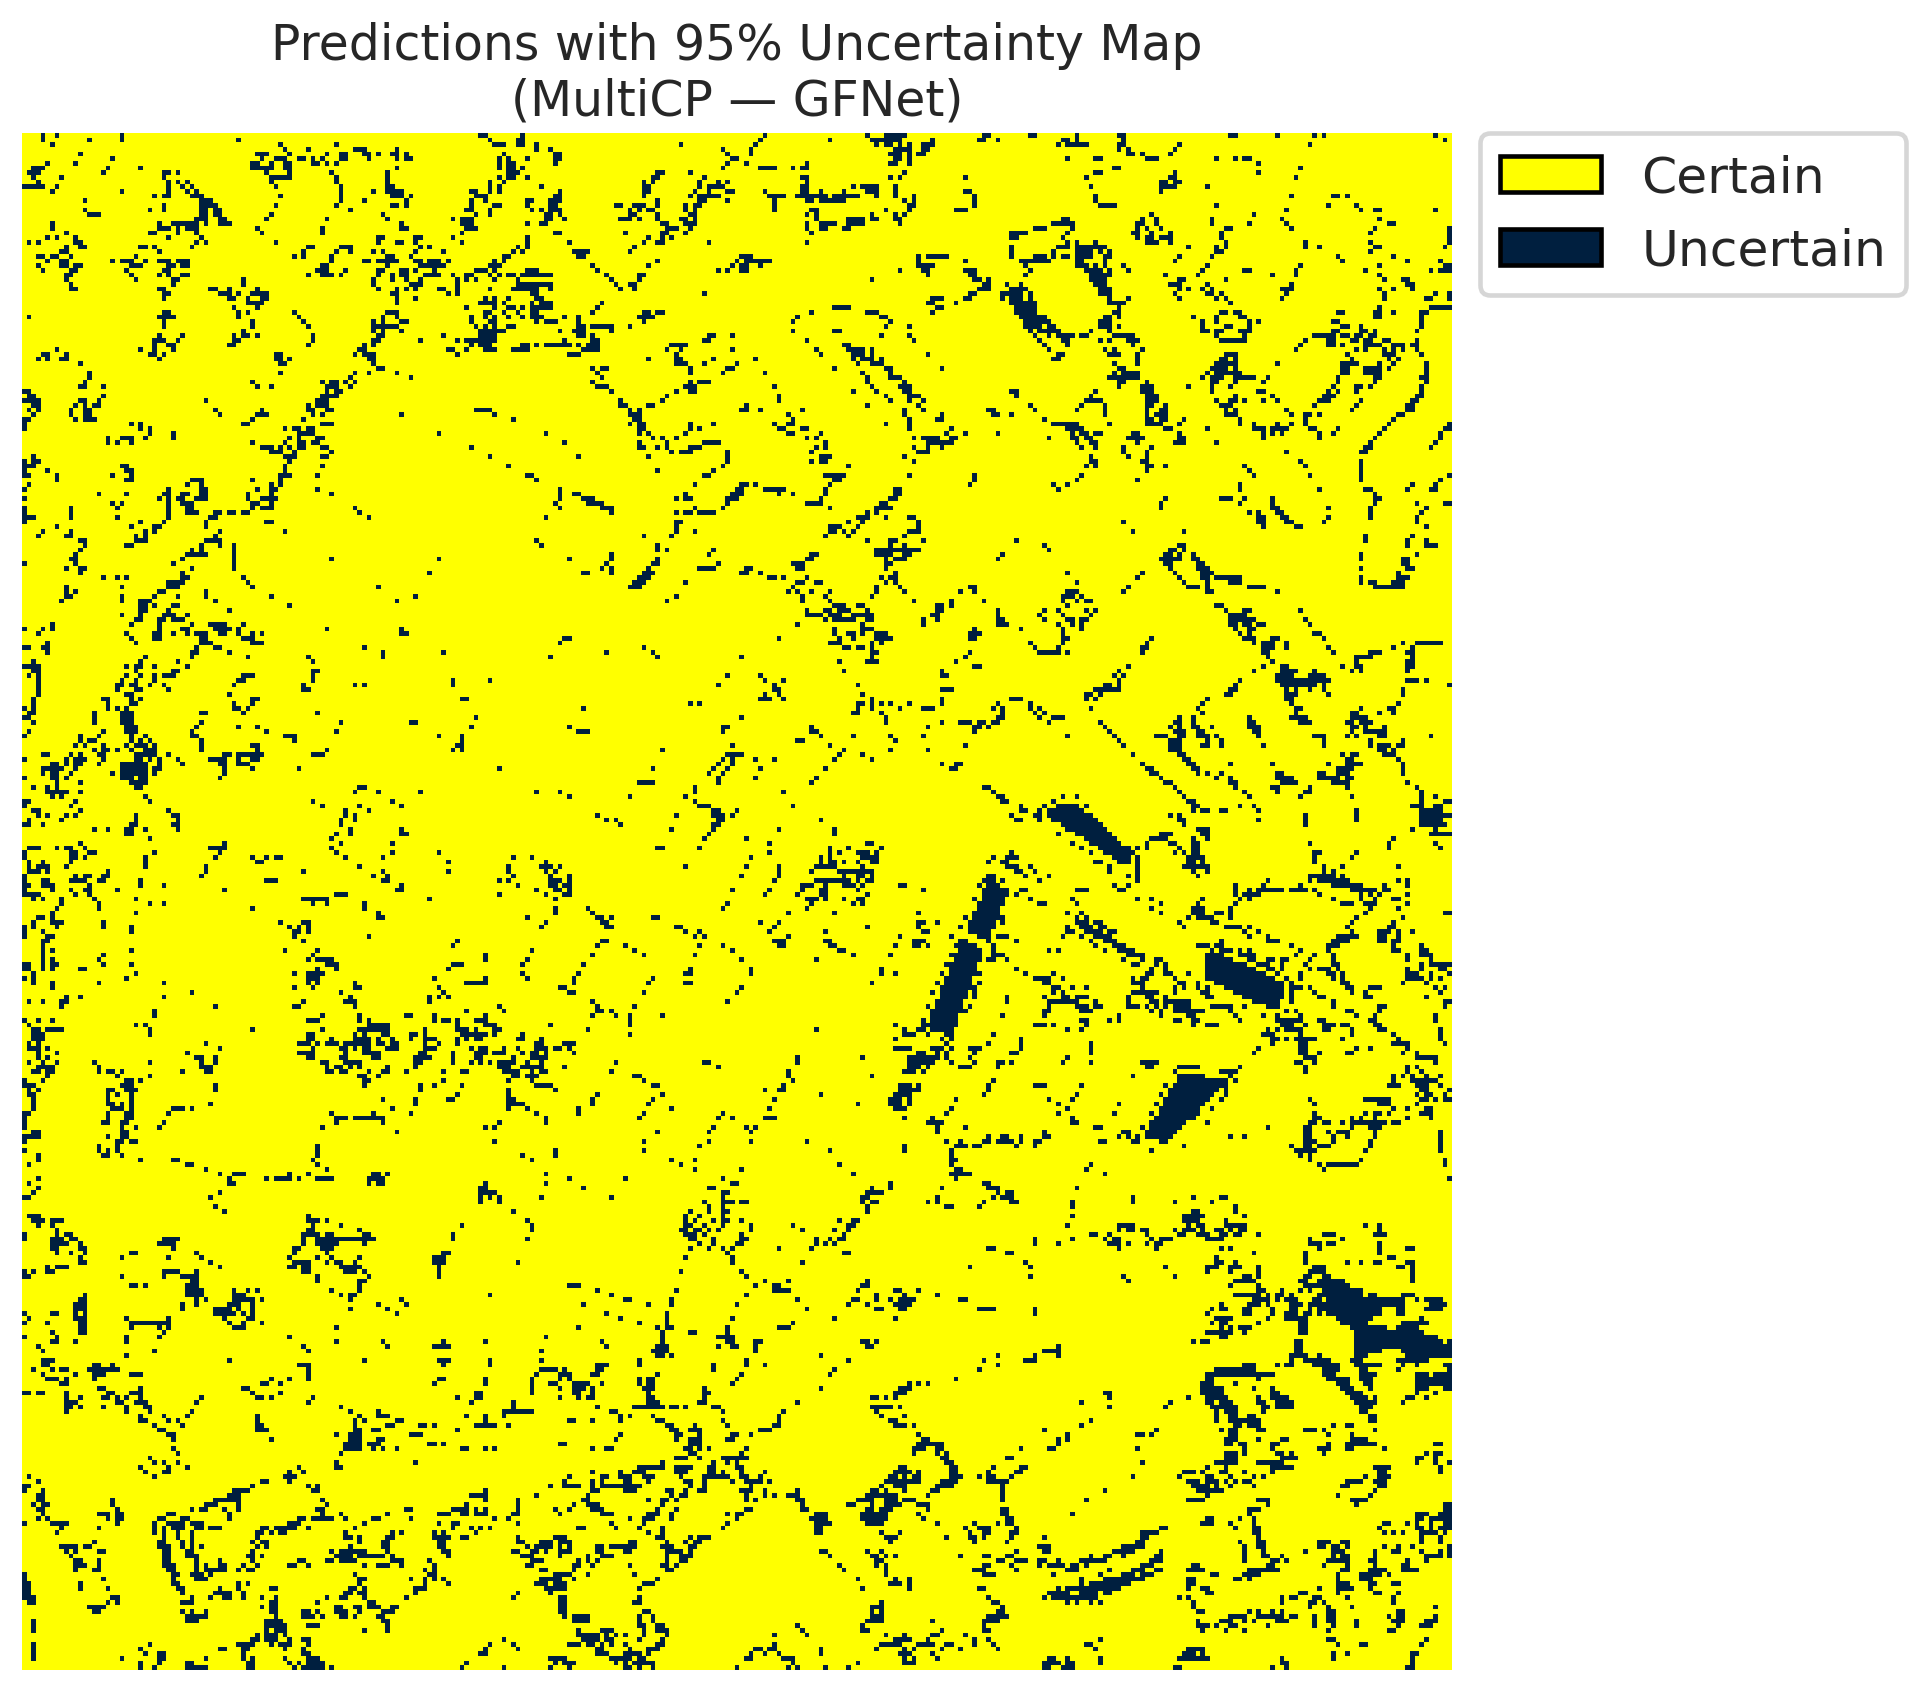 Predictions with 95% Uncertainty Map
(MultiCP — GFNet)
Certain
Uncertain